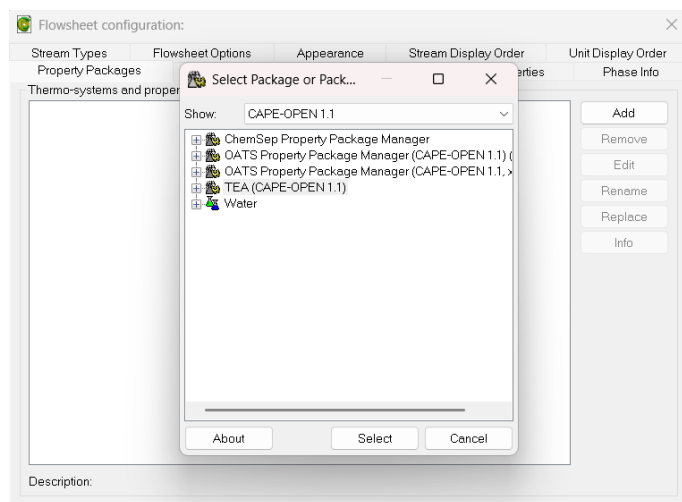 Flowsheet configuration:
Stream Types Flowsheet Options Appearance Stream Display Order Unit Display Order
Property Packages erties Phase Info
Thermo-systems and proper
Select Package or Pack...
Show: CAPE-OPEN 1.1
ChemSep Property Package Manager
OATS Property Package Manager (CAPE-OPEN 1.1) (
OATS Property Package Manager (CAPE-OPEN 1.1, x
TEA (CAPE-OPEN 1.1)
Water
About Select Cancel
Add
Remove
Edit
Rename
Replace
Info
Description: